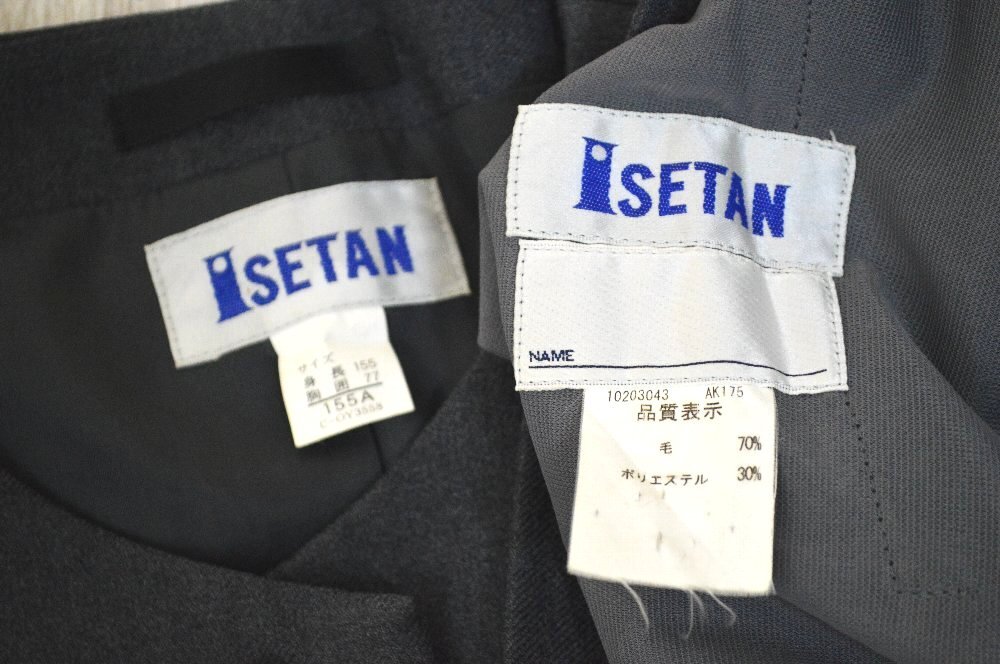 ISETAN
サイズ
身長 155
胸囲 77
155A
C-OY3558
ISETAN
NAME
10203043 AK175
品質表示
毛 70%
ポリエステル 30%